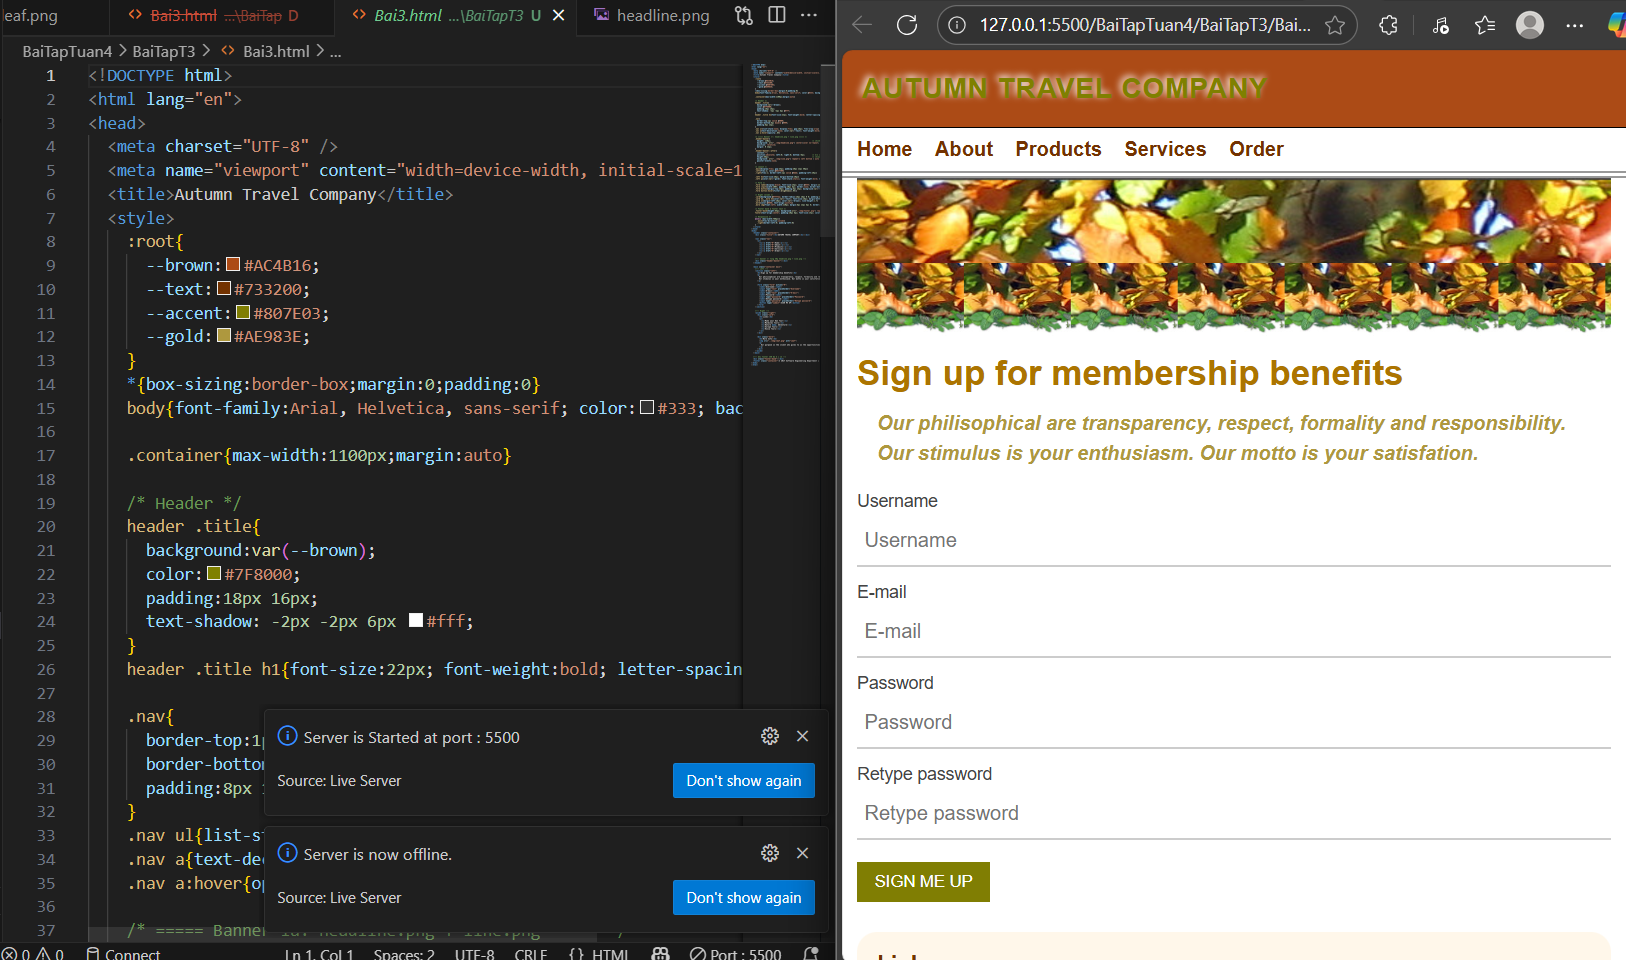 eaf.png
Bai3.html ...\BaiTap D
Bai3.html ...\BaiTapT3 U
headline.png
BaiTapTuan4 > BaiTapT3 > <> Bai3.html > ...
1 <!DOCTYPE html>
2 <html lang="en">
3 <head>
4 <meta charset="UTF-8" />
5 <meta name="viewport" content="width=device-width, initial-scale=1
6 <title>Autumn Travel Company</title>
7 <style>
8 :root{
9 --brown: #AC4B16;
10 --text: #733200;
11 --accent: #807E03;
12 --gold: #AE983E;
13 }
14 *{box-sizing:border-box;margin:0;padding:0}
15 body{font-family:Arial, Helvetica, sans-serif; color: #333; bac
16
17 .container{max-width:1100px;margin:auto}
18
19 /* Header */
20 header .title{
21 background:var(--brown);
22 color: #7F8000;
23 padding:18px 16px;
24 text-shadow: -2px -2px 6px #fff;
25 }
26 header .title h1{font-size:22px; font-weight:bold; letter-spacin
27
28 .nav{
29 border-top:1p
30 border-bottom
31 padding:8px
32 }
33 .nav ul{list-s
34 .nav a{text-dec
35 .nav a:hover{op
36
37 /* ===== Banner
Server is Started at port : 5500
Source: Live Server
Don't show again
Server is now offline.
Source: Live Server
Don't show again
0 0 Connect Ln 1, Col 1 Spaces: 2 UTF-8 CRLF {} HTML Port : 5500
127.0.0.1:5500/BaiTapTuan4/BaiTapT3/Bai...
AUTUMN TRAVEL COMPANY
Home About Products Services Order
Sign up for membership benefits
Our philisophical are transparency, respect, formality and responsibility.
Our stimulus is your enthusiasm. Our motto is your satisfation.
Username
Username
E-mail
E-mail
Password
Password
Retype password
Retype password
SIGN ME UP